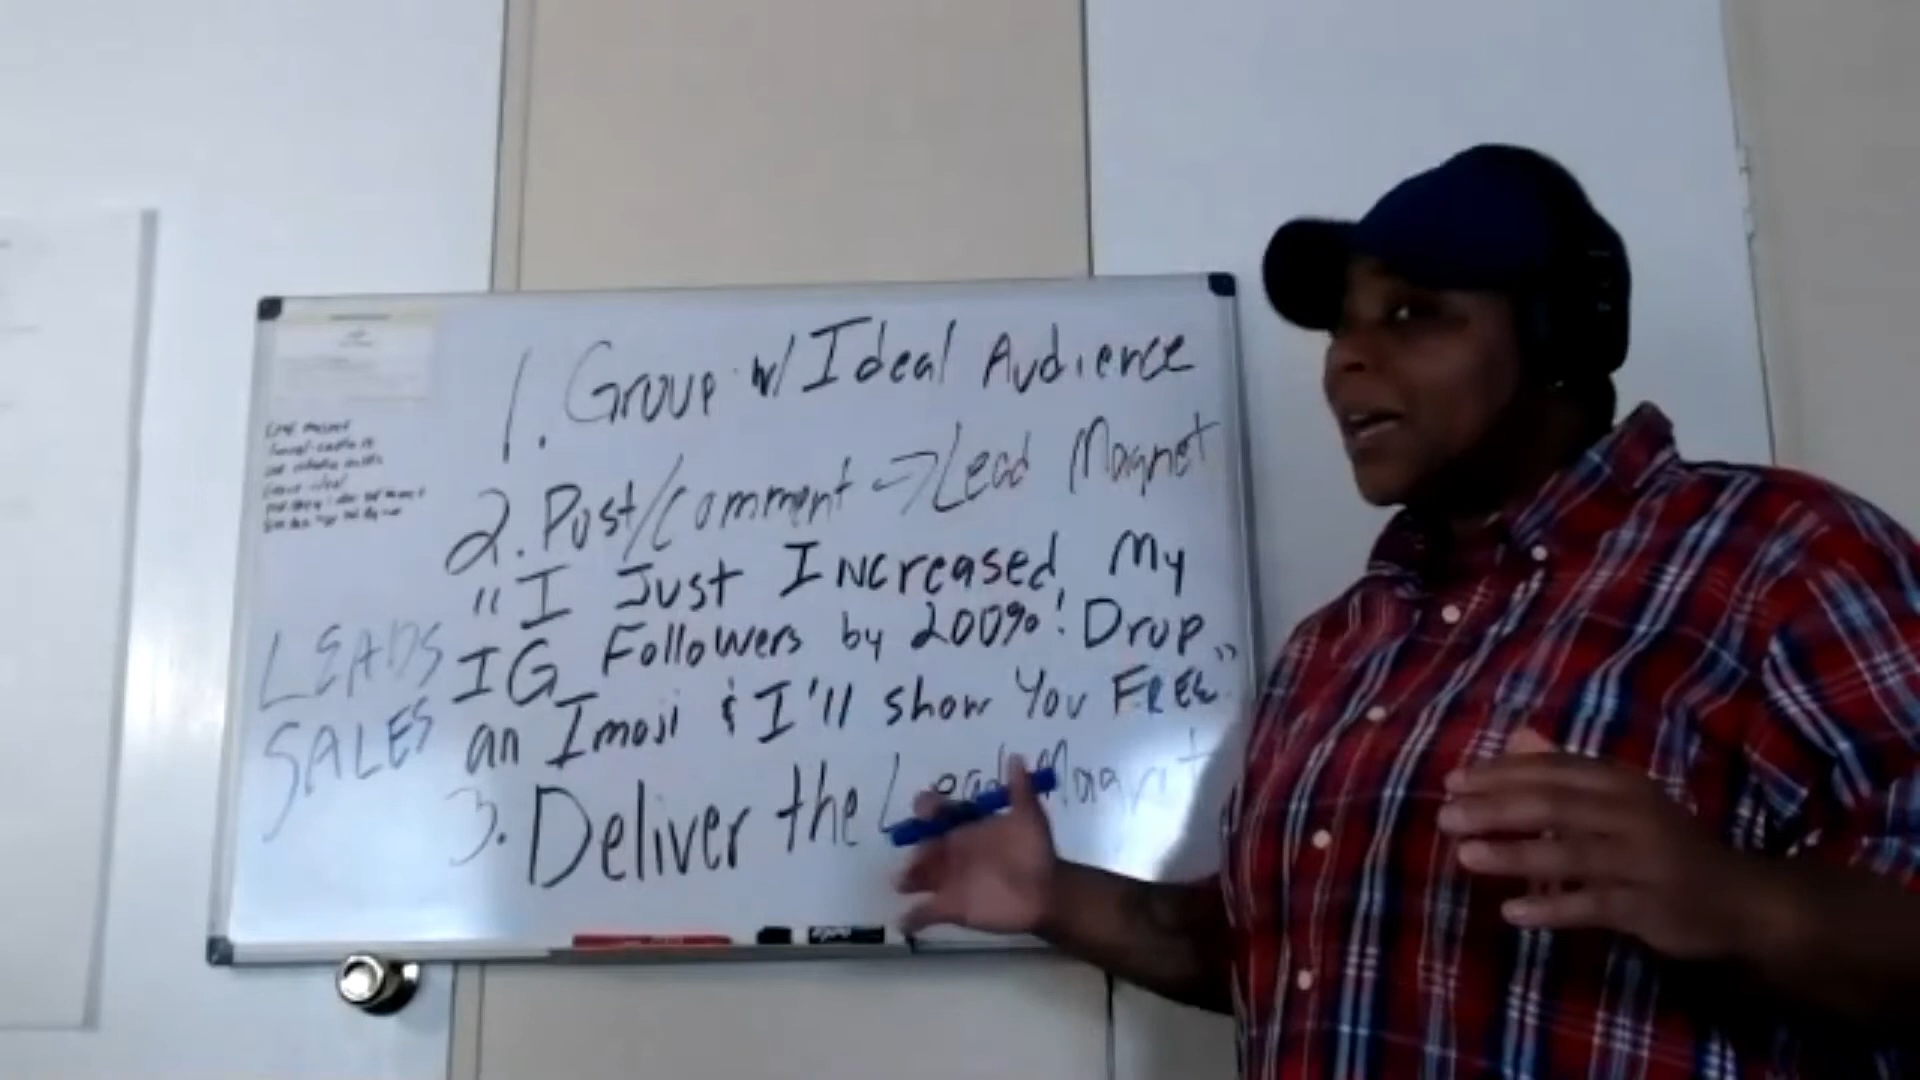 1. Group w/ Ideal Audience
2. Post/Comment -> Lead Magnet
"I Just Increased My
IG Followers by 200%! Drop
an Imoji & I'll show You FREE"
3. Deliver the Lead Magnet
LEADS
SALES